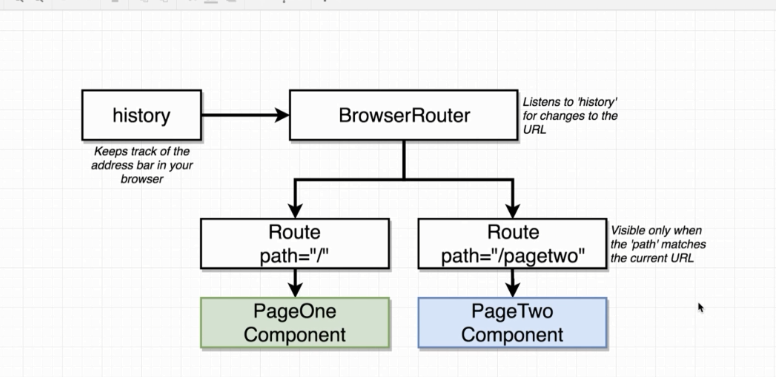 history
BrowserRouter
Listens to 'history'
for changes to the
URL
Keeps track of the
address bar in your
browser
Route
path="/"
Route
path="/pagetwo"
Visible only when
the 'path' matches
the current URL
PageOne
Component
PageTwo
Component